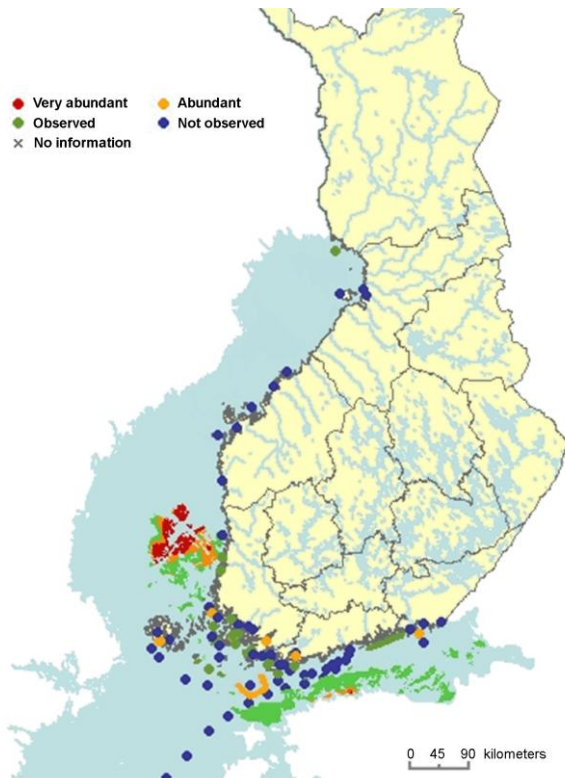 Very abundant
Abundant
Observed
Not observed
No information
0 45 90 kilometers